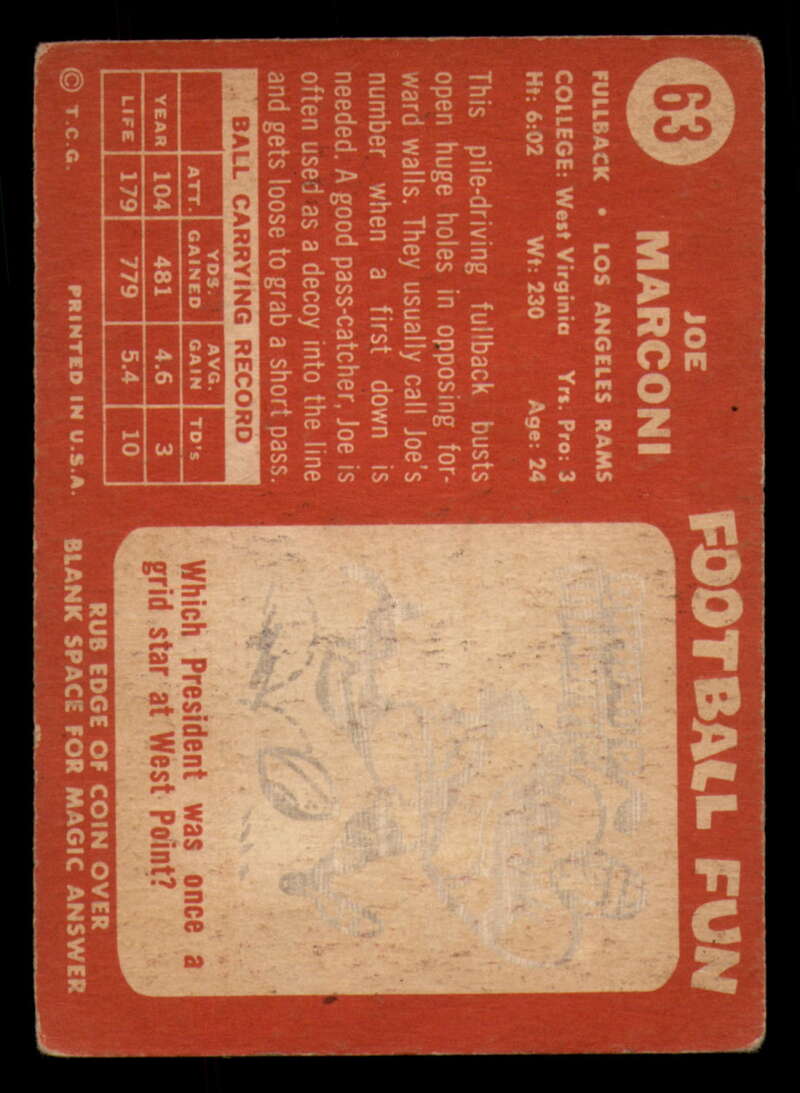 63
JOE
MARCONI
FULLBACK • LOS ANGELES RAMS
COLLEGE: West Virginia Yrs. Pro: 3
Ht: 6:02 Wt: 230 Age: 24
This pile-driving fullback busts
open huge holes in opposing for-
ward walls. They usually call Joe's
number when a first down is
needed. A good pass-catcher, Joe is
often used as a decoy into the line
and gets loose to grab a short pass.
BALL CARRYING RECORD
ATT. YDS. GAINED AVG. GAIN TD's
YEAR 104 481 4.6 3
LIFE 179 779 5.4 10
© T.C.G. PRINTED IN U.S.A.
FOOTBALL FUN
Which President was once a
grid star at West Point?
RUB EDGE OF COIN OVER
BLANK SPACE FOR MAGIC ANSWER